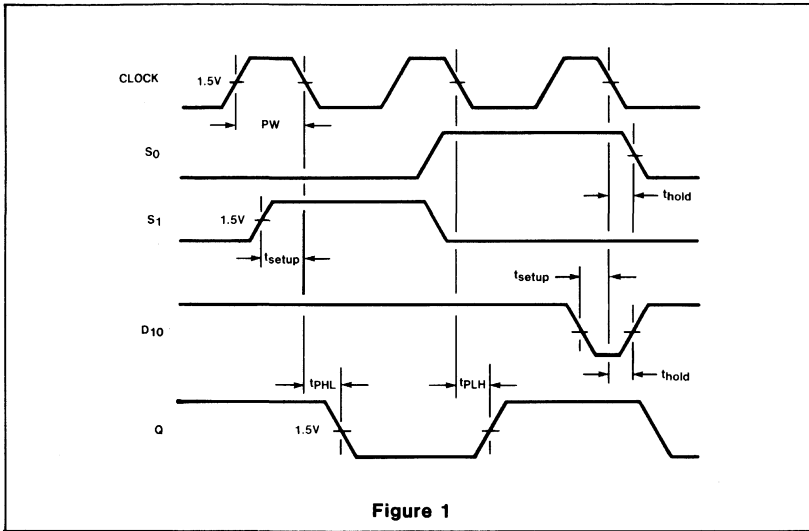 CLOCK
1.5V
PW
S0
thold
S1
1.5V
tsetup
tsetup
D10
thold
tPHL
tPLH
Q
1.5V
Figure 1